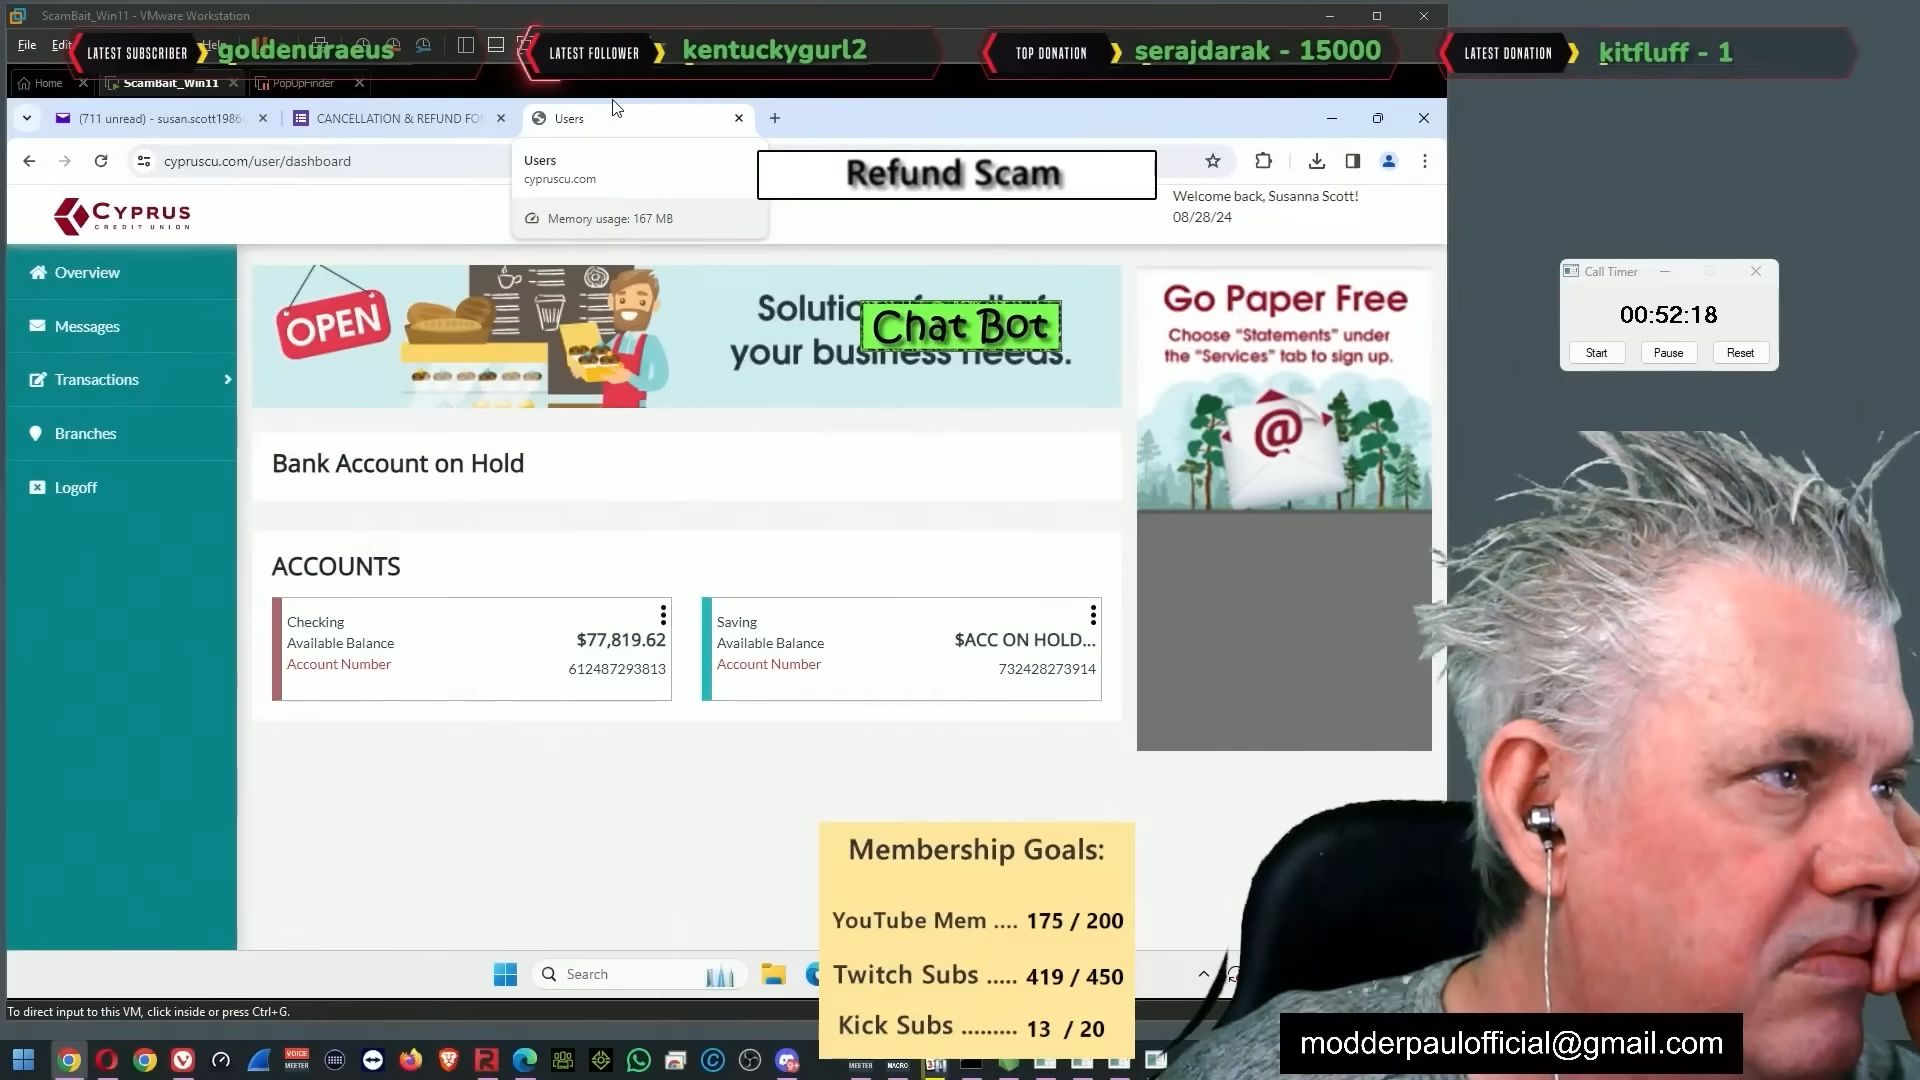 ScamBait_Win11 - VMware Workstation
File Edit Help
LATEST SUBSCRIBER goldenuraeus LATEST FOLLOWER kentuckygurl2 TOP DONATION serajdarak - 15000 LATEST DONATION kitfluff - 1
Home ScamBait_Win11 PopUpFinder
(711 unread) - susan.scott1986 CANCELLATION & REFUND FO Users
cypruscu.com/user/dashboard
Users
cypruscu.com
Memory usage: 167 MB
Refund Scam
Welcome back, Susanna Scott!
08/28/24
CYPRUS
CREDIT UNION
Overview
Messages
Transactions
Branches
Logoff
OPEN
your business needs.
Chat Bot
Go Paper Free
Choose "Statements" under
the "Services" tab to sign up.
@
Call Timer
00:52:18
Start Pause Reset
Bank Account on Hold
ACCOUNTS
Checking
Available Balance $77,819.62
Account Number 612487293813
Saving
Available Balance $ACC ON HOLD...
Account Number 732428273914
Membership Goals:
YouTube Mem .... 175 / 200
Twitch Subs ..... 419 / 450
Kick Subs ......... 13 / 20
Search
To direct input to this VM, click inside or press Ctrl+G.
modderpaulofficial@gmail.com
VOICE
MEETER
MEETER
MACRO